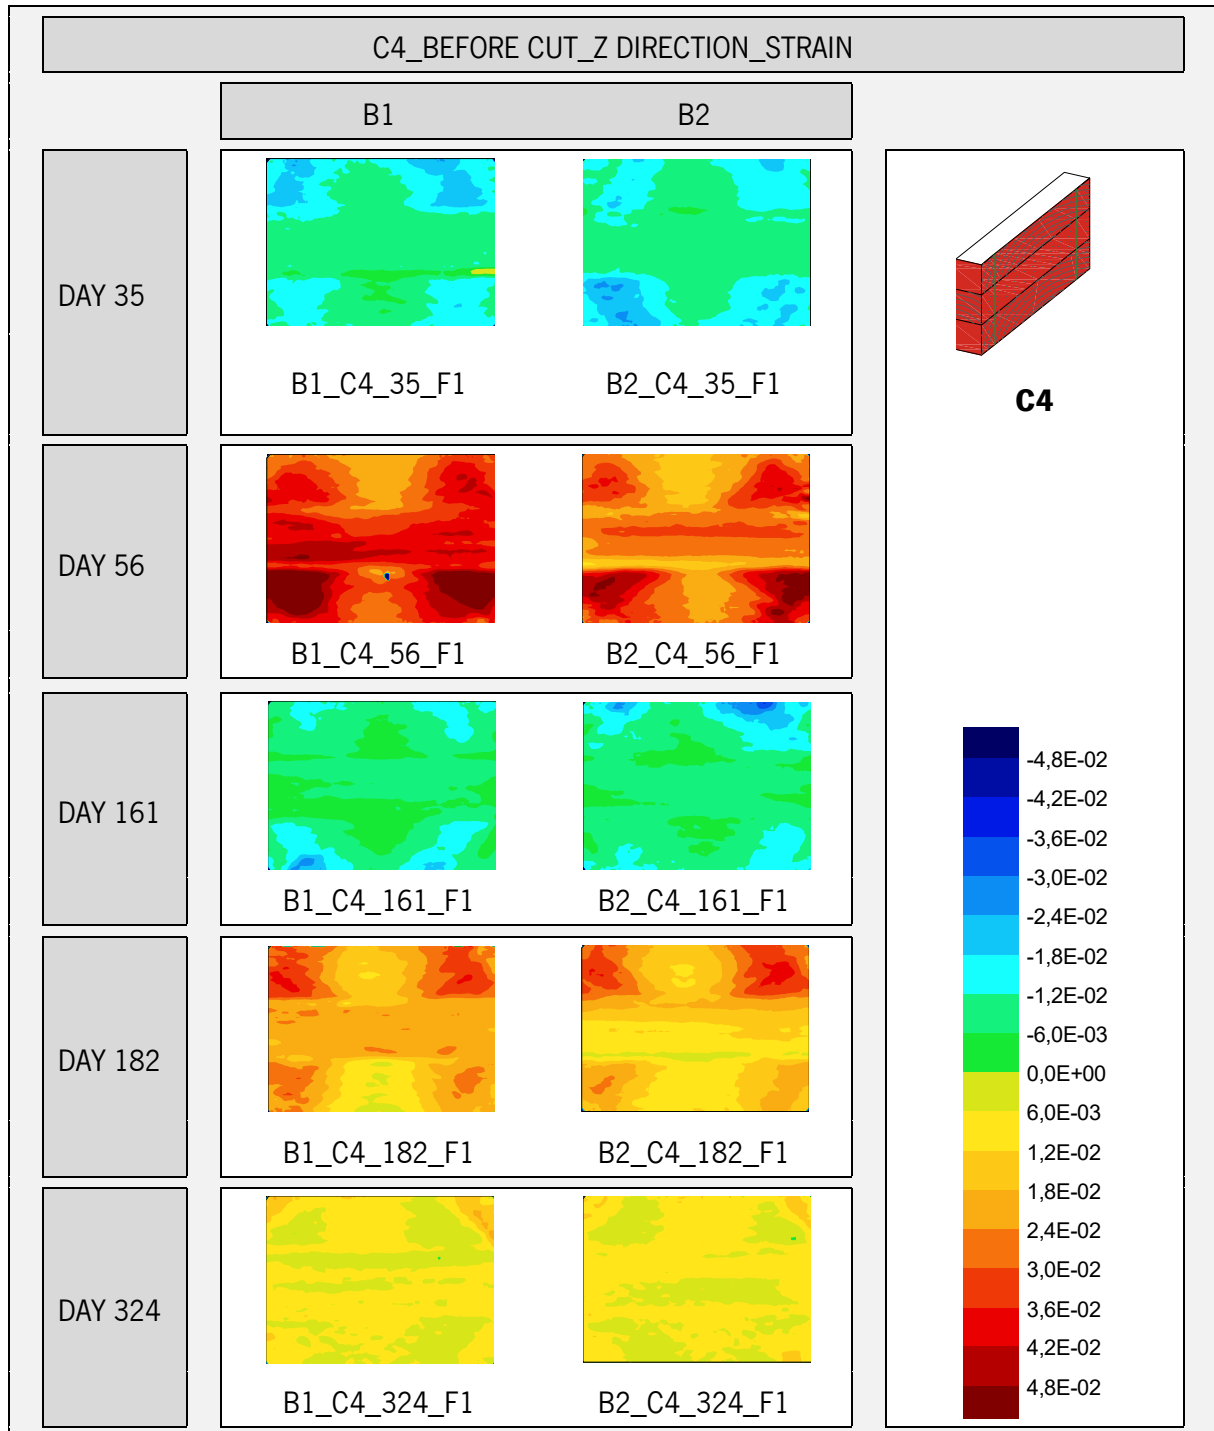 C4_BEFORE CUT_Z DIRECTION_STRAIN
B1 B2
DAY 35
B1_C4_35_F1 B2_C4_35_F1
C4
DAY 56
B1_C4_56_F1 B2_C4_56_F1
DAY 161
B1_C4_161_F1 B2_C4_161_F1
DAY 182
B1_C4_182_F1 B2_C4_182_F1
DAY 324
B1_C4_324_F1 B2_C4_324_F1
-4,8E-02
-4,2E-02
-3,6E-02
-3,0E-02
-2,4E-02
-1,8E-02
-1,2E-02
-6,0E-03
0,0E+00
6,0E-03
1,2E-02
1,8E-02
2,4E-02
3,0E-02
3,6E-02
4,2E-02
4,8E-02